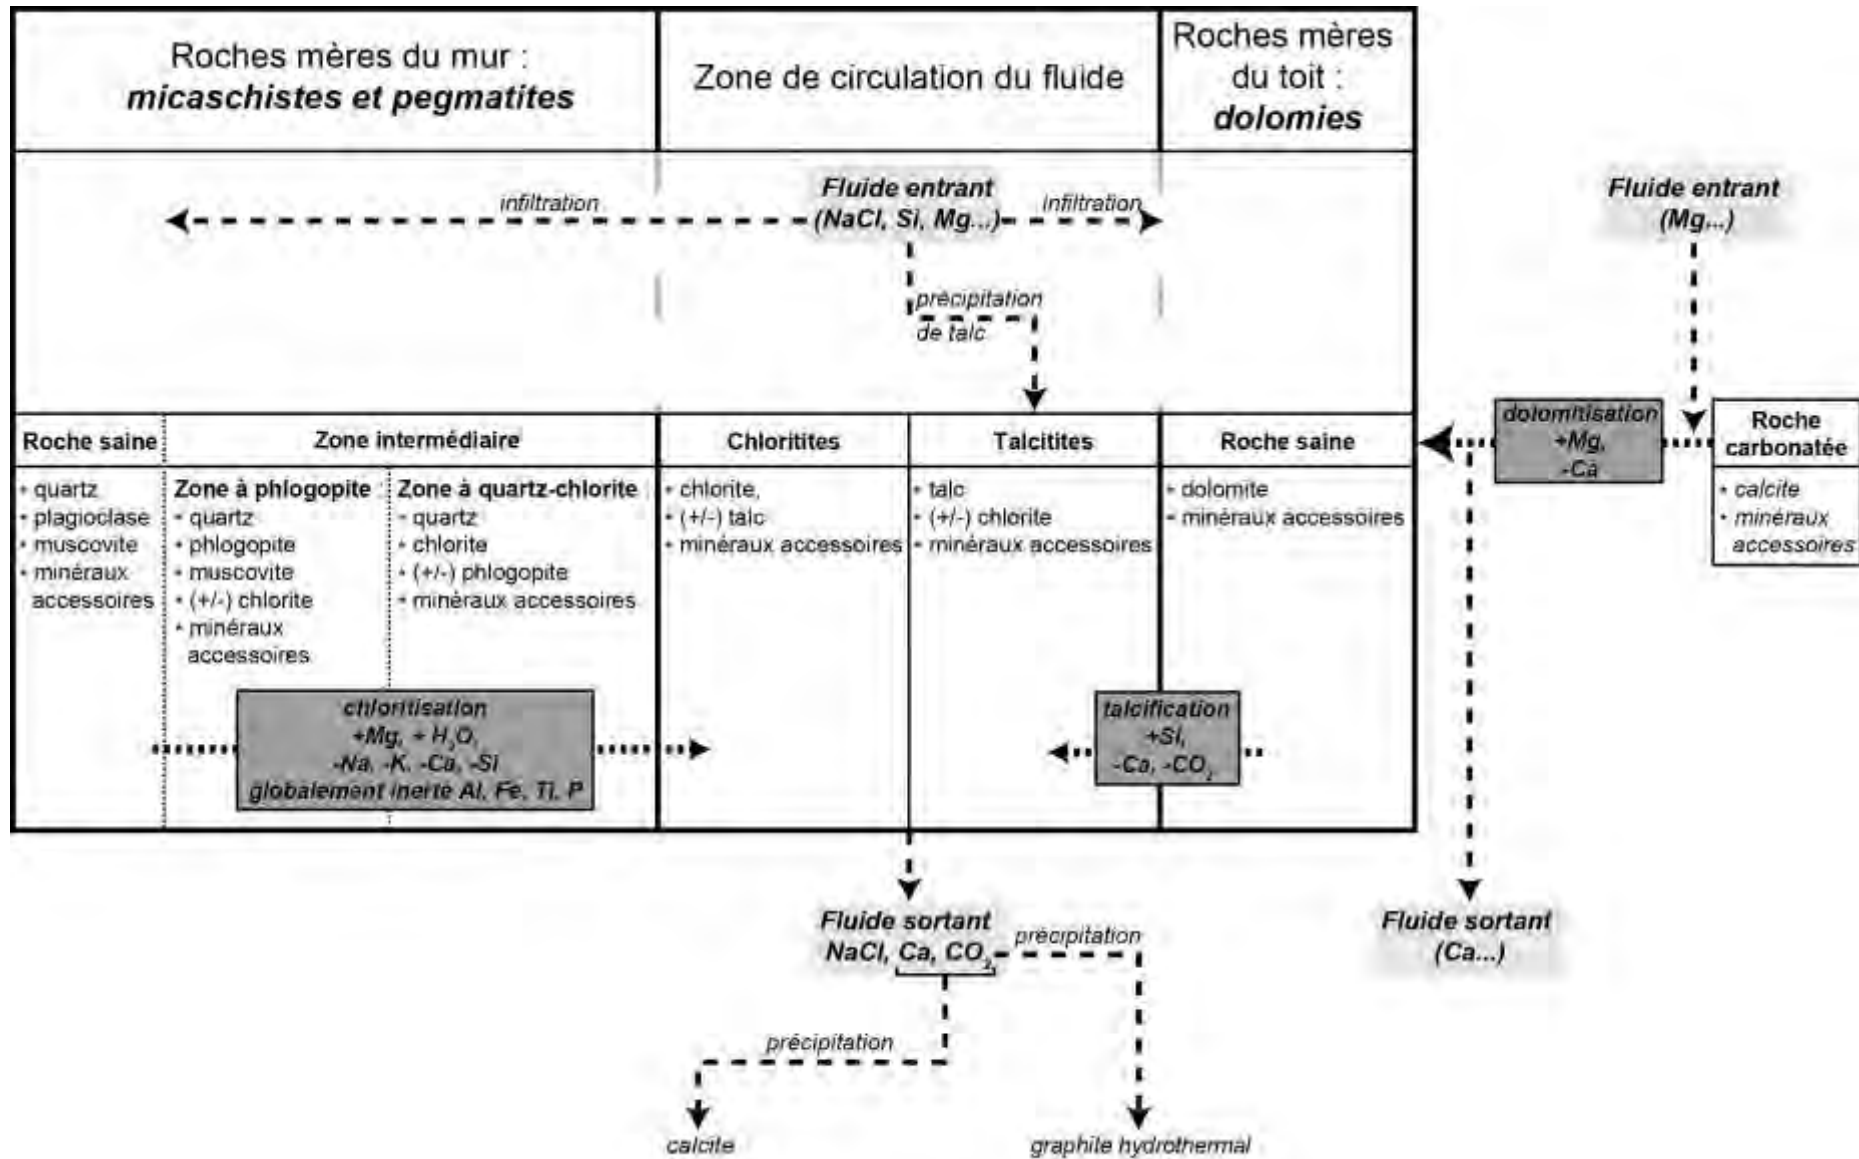 Roches mères du mur :
micaschistes et pegmatites
Zone de circulation du fluide
Roches mères
du toit :
dolomies
infiltration
Fluide entrant
(NaCl, Si, Mg...)
infiltration
Fluide entrant
(Mg...)
précipitation
de talc
Roche saine
Zone intermédiaire
Chloritites
Talcitites
Roche saine
dolomitisation
+Mg,
-Ca
Roche
carbonatée
• quartz
• plagioclase
• muscovite
• minéraux
accessoires
Zone à phlogopite :
• quartz
• phlogopite
• muscovite
• (+/-) chlorite
• minéraux
accessoires
Zone à quartz-chlorite :
• quartz
• chlorite
• (+/-) phlogopite
• minéraux accessoires
• chlorite,
• (+/-) talc
• minéraux accessoires
• talc
• (+/-) chlorite
• minéraux accessoires
• dolomite
• minéraux accessoires
• calcite
• minéraux
accessoires
chloritisation
+Mg, + H₂O,
-Na, -K, -Ca, -Si
globalement inerte Al, Fe, Ti, P
talcification
+Si,
-Ca, -CO₂
Fluide sortant
NaCl, Ca, CO₂
précipitation
Fluide sortant
(Ca...)
précipitation
calcite
graphite hydrothermal